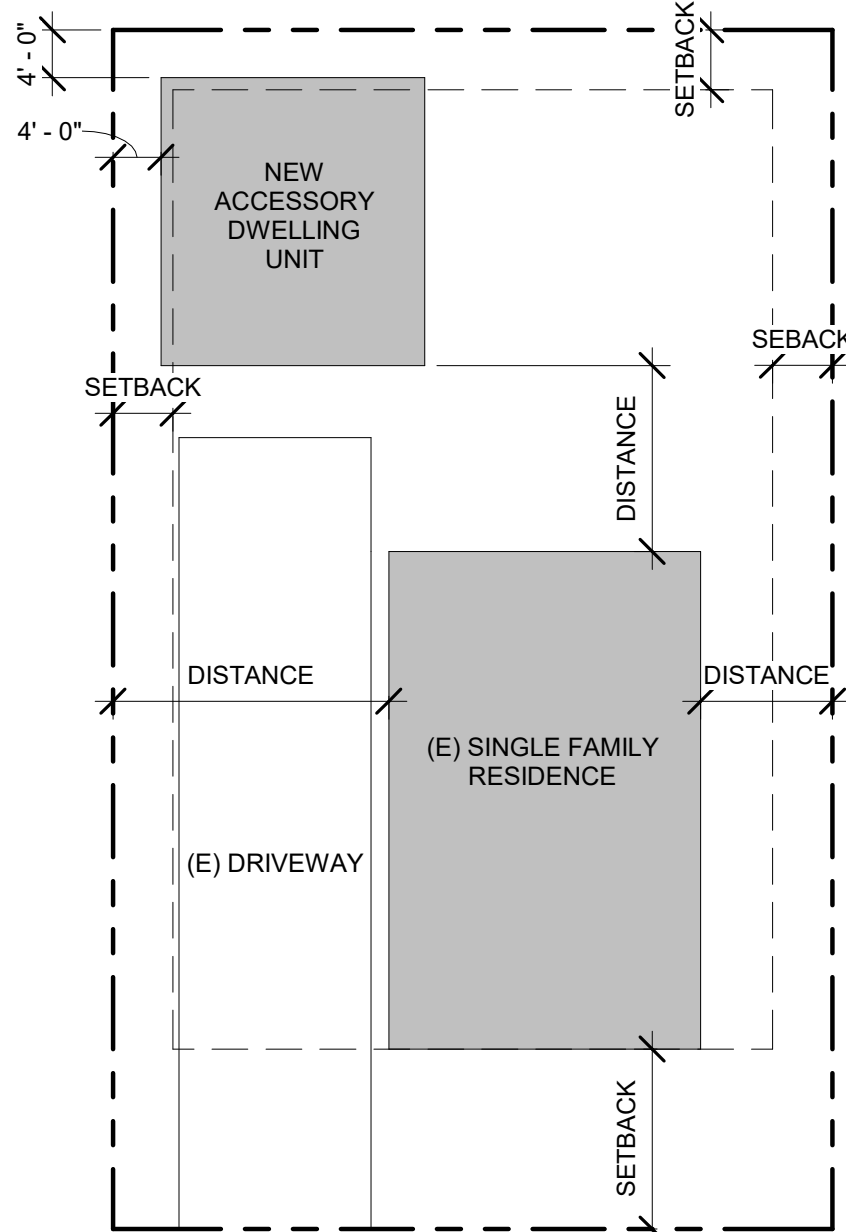 4' - 0"
SETBACK
4' - 0"
NEW
ACCESSORY
DWELLING
UNIT
SEBACK
SETBACK
DISTANCE
DISTANCE
DISTANCE
(E) SINGLE FAMILY
RESIDENCE
(E) DRIVEWAY
SETBACK